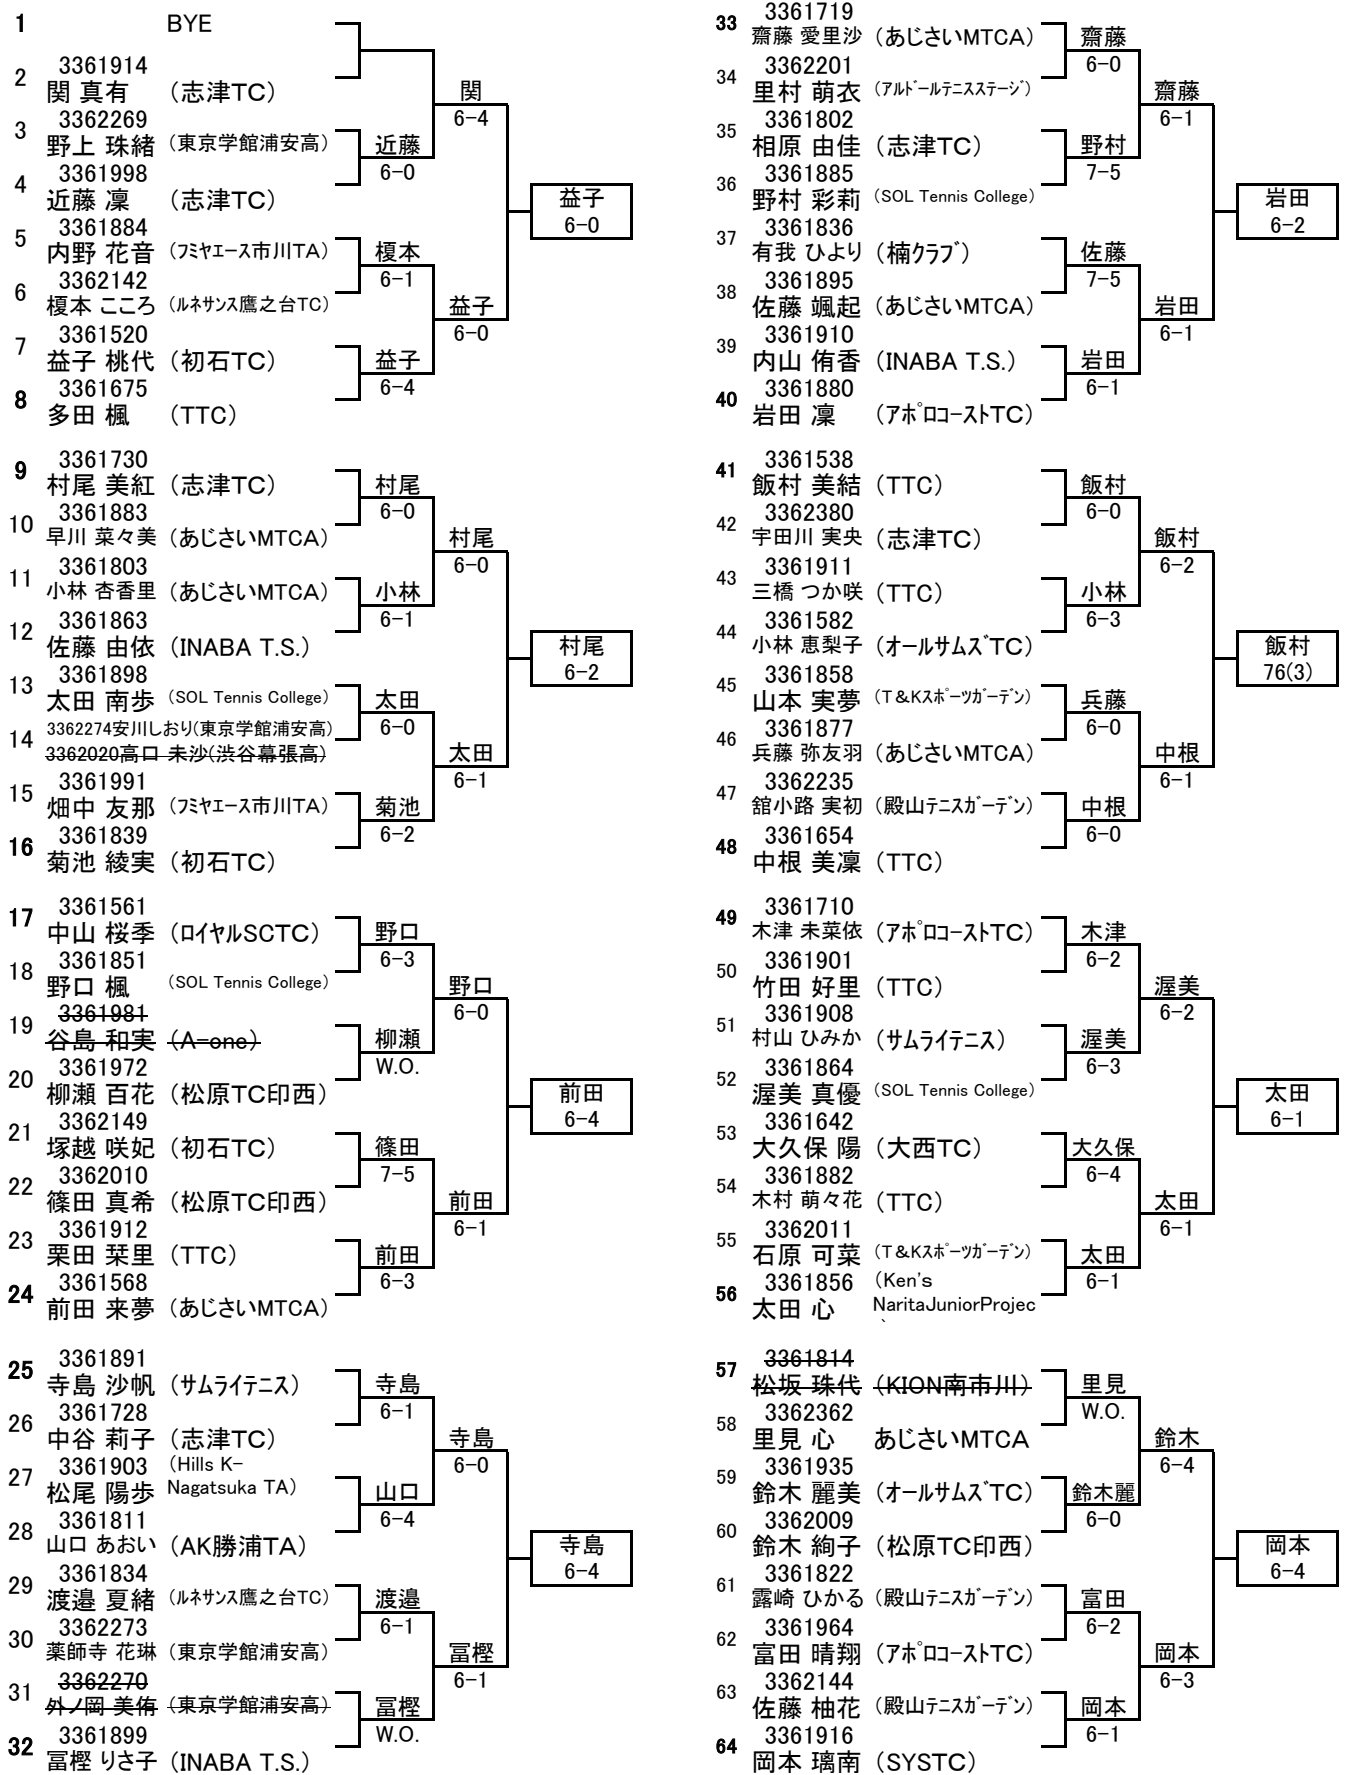 1 BYE
3361914
2 関 真有 (志津TC)
関
6-4
3362269
3 野上 珠緒 (東京学館浦安高)
近藤
6-0
3361998
4 近藤 凜 (志津TC)
益子
6-0
3361884
5 内野 花音 (フミヤエース市川TA)
榎本
6-1
3362142
6 榎本 こころ (ルネサンス鷹之台TC)
益子
6-0
3361520
7 益子 桃代 (初石TC)
益子
6-4
3361675
8 多田 楓 (TTC)
3361730
9 村尾 美紅 (志津TC)
村尾
6-0
3361883
10 早川 菜々美 (あじさいMTCA)
村尾
6-0
3361803
11 小林 杏香里 (あじさいMTCA)
小林
6-1
3361863
12 佐藤 由依 (INABA T.S.)
村尾
6-2
3361898
13 太田 南歩 (SOL Tennis College)
太田
6-0
3362274安川しおり(東京学館浦安高)
14 3362020高口 未沙(渋谷幕張高)
太田
6-1
3361991
15 畑中 友那 (フミヤエース市川TA)
菊池
6-2
3361839
16 菊池 綾実 (初石TC)
3361561
17 中山 桜季 (ロイヤルSCTC)
野口
6-3
3361851
18 野口 楓 (SOL Tennis College)
野口
6-0
3361981
19 谷島 和実 (A-one)
柳瀬
W.O.
3361972
20 柳瀬 百花 (松原TC印西)
前田
6-4
3362149
21 塚越 咲妃 (初石TC)
篠田
7-5
3362010
22 篠田 真希 (松原TC印西)
前田
6-1
3361912
23 栗田 栞里 (TTC)
前田
6-3
3361568
24 前田 来夢 (あじさいMTCA)
3361891
25 寺島 沙帆 (サムライテニス)
寺島
6-1
3361728
26 中谷 莉子 (志津TC)
寺島
6-0
3361903 (Hills K-
27 松尾 陽歩 Nagatsuka TA)
山口
6-4
3361811
28 山口 あおい (AK勝浦TA)
寺島
6-4
3361834
29 渡邉 夏緒 (ルネサンス鷹之台TC)
渡邉
6-1
3362273
30 薬師寺 花琳 (東京学館浦安高)
冨樫
6-1
3362270
31 外ノ岡 美侑 (東京学館浦安高)
冨樫
W.O.
3361899
32 冨樫 りさ子 (INABA T.S.)
3361719
33 齋藤 愛里沙 (あじさいMTCA)
齋藤
6-0
3362201
34 里村 萌衣 (アルドールテニスステージ)
齋藤
6-1
3361802
35 相原 由佳 (志津TC)
野村
7-5
3361885
36 野村 彩莉 (SOL Tennis College)
岩田
6-2
3361836
37 有我 ひより (楠クラブ)
佐藤
7-5
3361895
38 佐藤 颯起 (あじさいMTCA)
岩田
6-1
3361910
39 内山 侑香 (INABA T.S.)
岩田
6-1
3361880
40 岩田 凜 (アポロコーストTC)
3361538
41 飯村 美結 (TTC)
飯村
6-0
3362380
42 宇田川 実央 (志津TC)
飯村
6-2
3361911
43 三橋 つか咲 (TTC)
小林
6-3
3361582
44 小林 恵梨子 (オールサムズTC)
飯村
76(3)
3361858
45 山本 実夢 (T&Kスポーツガーデン)
兵藤
6-0
3361877
46 兵藤 弥友羽 (あじさいMTCA)
中根
6-1
3362235
47 舘小路 実初 (殿山テニスガーデン)
中根
6-0
3361654
48 中根 美凜 (TTC)
3361710
49 木津 未菜依 (アポロコーストTC)
木津
6-2
3361901
50 竹田 好里 (TTC)
渥美
6-2
3361908
51 村山 ひみか (サムライテニス)
渥美
6-3
3361864
52 渥美 真優 (SOL Tennis College)
太田
6-1
3361642
53 大久保 陽 (大西TC)
大久保
6-4
3361882
54 木村 萌々花 (TTC)
太田
6-1
3362011
55 石原 可菜 (T&Kスポーツガーデン)
太田
6-1
3361856 (Ken's
56 太田 心 NaritaJuniorProjec
3361814
57 松坂 珠代 (KION南市川)
里見
W.O.
3362362
58 里見 心 あじさいMTCA
鈴木
6-4
3361935
59 鈴木 麗美 (オールサムズTC)
鈴木麗
6-0
3362009
60 鈴木 絢子 (松原TC印西)
岡本
6-4
3361822
61 露崎 ひかる (殿山テニスガーデン)
富田
6-2
3361964
62 富田 晴翔 (アポロコーストTC)
岡本
6-3
3362144
63 佐藤 柚花 (殿山テニスガーデン)
岡本
6-1
3361916
64 岡本 璃南 (SYSTC)